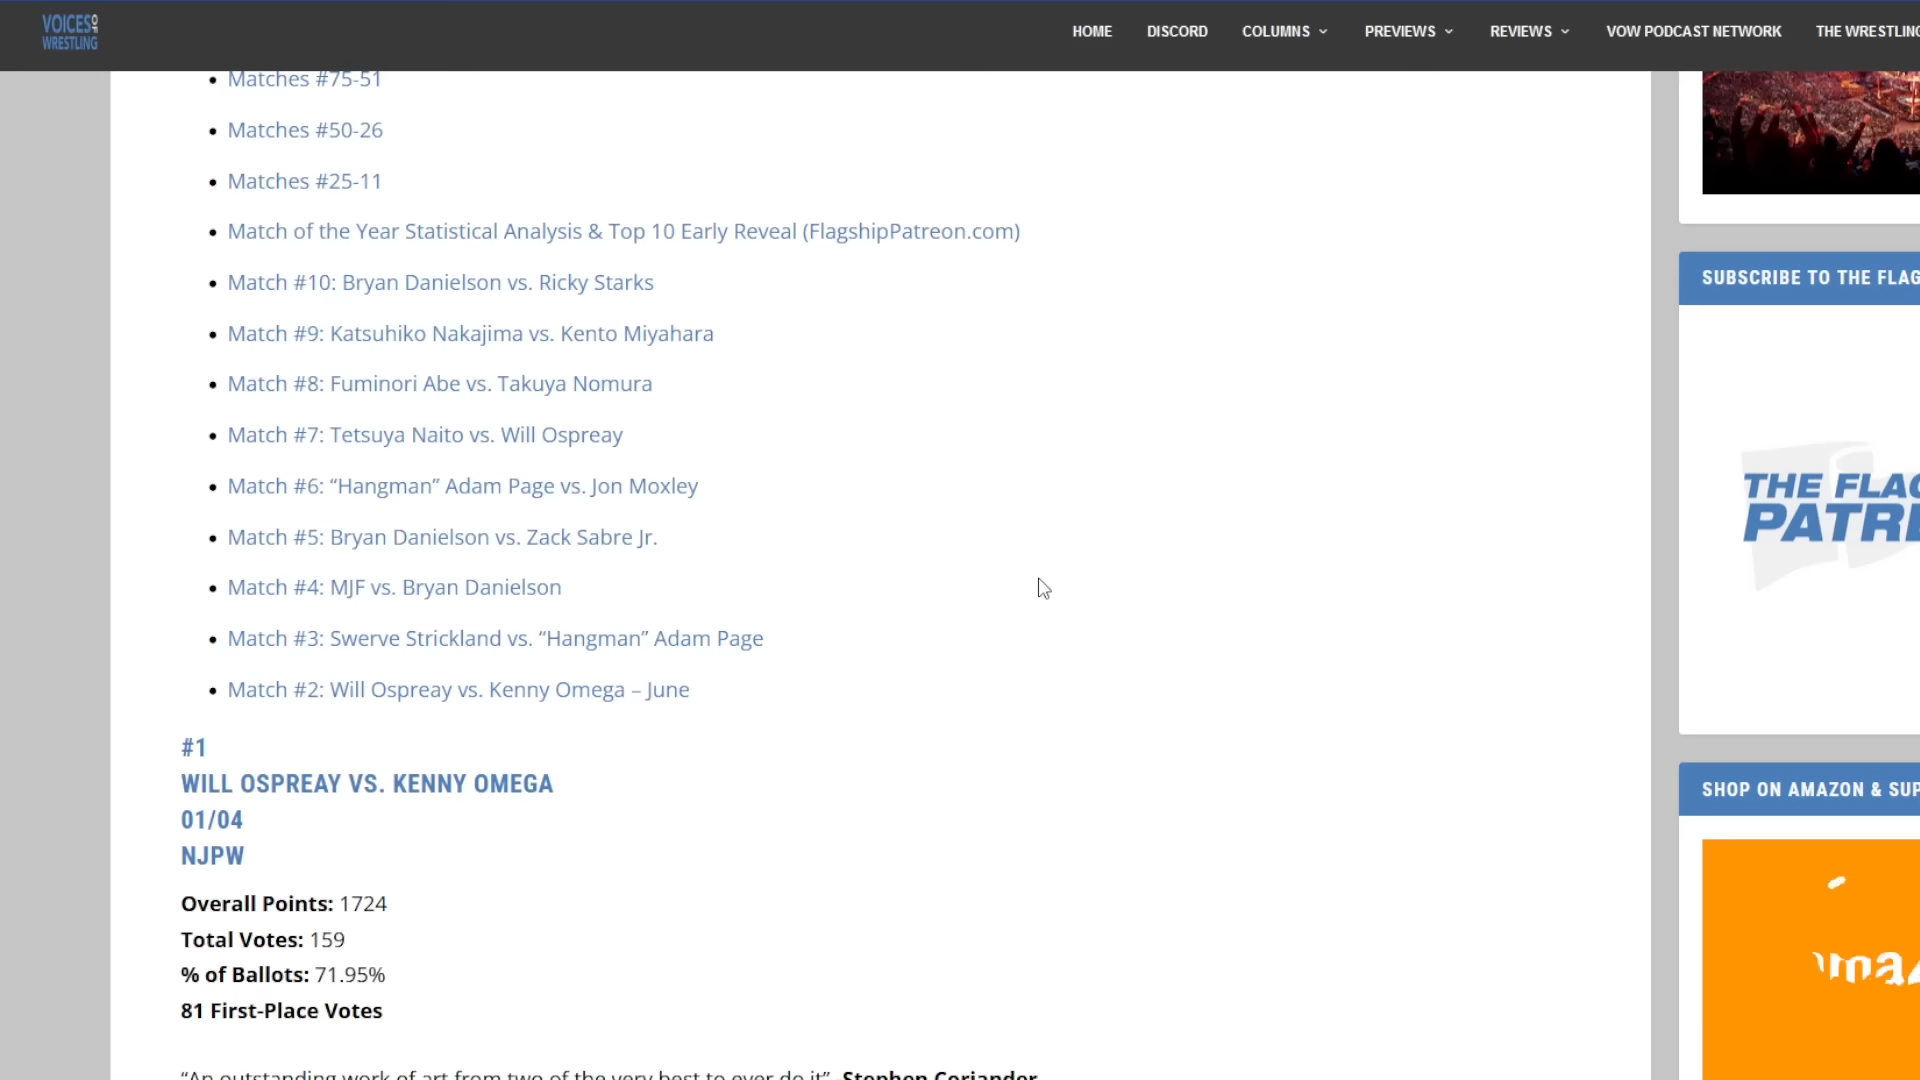 VOICES OF
WRESTLING
HOME DISCORD COLUMNS PREVIEWS REVIEWS VOW PODCAST NETWORK THE WRESTLING
Matches #75-51
Matches #50-26
Matches #25-11
Match of the Year Statistical Analysis & Top 10 Early Reveal (FlagshipPatreon.com)
Match #10: Bryan Danielson vs. Ricky Starks
Match #9: Katsuhiko Nakajima vs. Kento Miyahara
Match #8: Fuminori Abe vs. Takuya Nomura
Match #7: Tetsuya Naito vs. Will Ospreay
Match #6: “Hangman” Adam Page vs. Jon Moxley
Match #5: Bryan Danielson vs. Zack Sabre Jr.
Match #4: MJF vs. Bryan Danielson
Match #3: Swerve Strickland vs. “Hangman” Adam Page
Match #2: Will Ospreay vs. Kenny Omega – June
#1
WILL OSPREAY VS. KENNY OMEGA
01/04
NJPW
Overall Points: 1724
Total Votes: 159
% of Ballots: 71.95%
81 First-Place Votes
“An outstanding work of art from two of the very best to ever do it” -Stephen Coriander
SUBSCRIBE TO THE FLAG
THE FLAG
PATRE
SHOP ON AMAZON & SUP